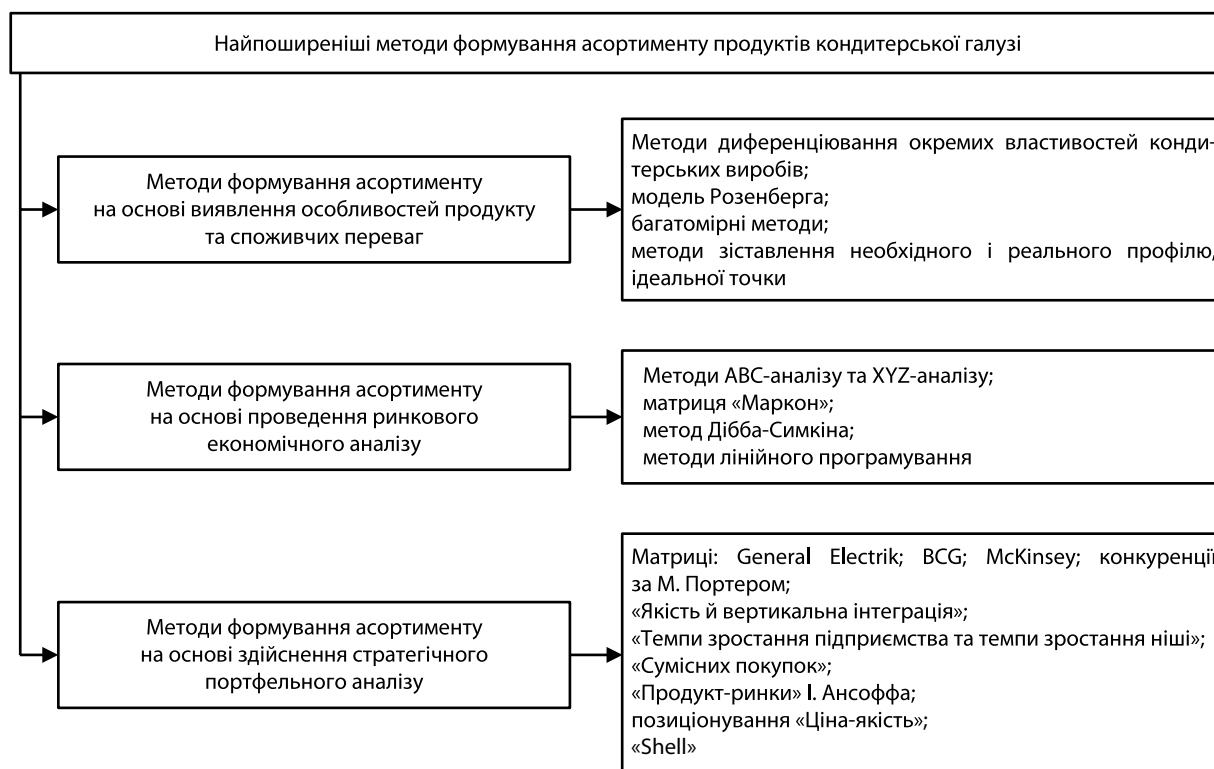 Найпоширеніші методи формування асортименту продуктів кондитерської галузі
Методи формування асортименту
на основі виявлення особливостей продукту
та споживчих переваг
Методи диференціювання окремих властивостей конди-
терських виробів;
модель Розенберга;
багатомірні методи;
методи зіставлення необхідного і реального профілю,
ідеальної точки
Методи формування асортименту
на основі проведення ринкового
економічного аналізу
Методи АВС-аналізу та XYZ-аналізу;
матриця «Маркон»;
метод Дібба-Симкіна;
методи лінійного програмування
Методи формування асортименту
на основі здійснення стратегічного
портфельного аналізу
Матриці: General Electrik; BCG; McKinsey; конкуренції
за М. Портером;
«Якість й вертикальна інтеграція»;
«Темпи зростання підприємства та темпи зростання ніші»;
«Сумісних покупок»;
«Продукт-ринки» І. Ансоффа;
позиціонування «Ціна-якість»;
«Shell»